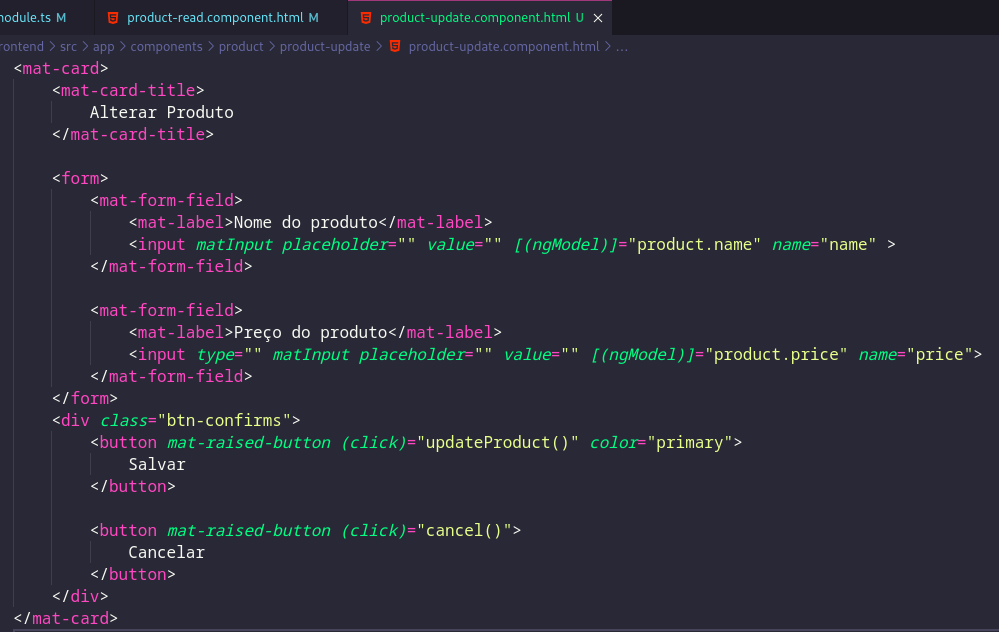 nodule.ts M product-read.component.html M product-update.component.html U ×
rontend > src > app > components > product > product-update > product-update.component.html > ...
<mat-card>
    <mat-card-title>
        Alterar Produto
    </mat-card-title>

    <form>
        <mat-form-field>
            <mat-label>Nome do produto</mat-label>
            <input matInput placeholder="" value="" [(ngModel)]="product.name" name="name" >
        </mat-form-field>

        <mat-form-field>
            <mat-label>Preço do produto</mat-label>
            <input type="" matInput placeholder="" value="" [(ngModel)]="product.price" name="price">
        </mat-form-field>
    </form>
    <div class="btn-confirms">
        <button mat-raised-button (click)="updateProduct()" color="primary">
            Salvar
        </button>

        <button mat-raised-button (click)="cancel()">
            Cancelar
        </button>
    </div>
</mat-card>